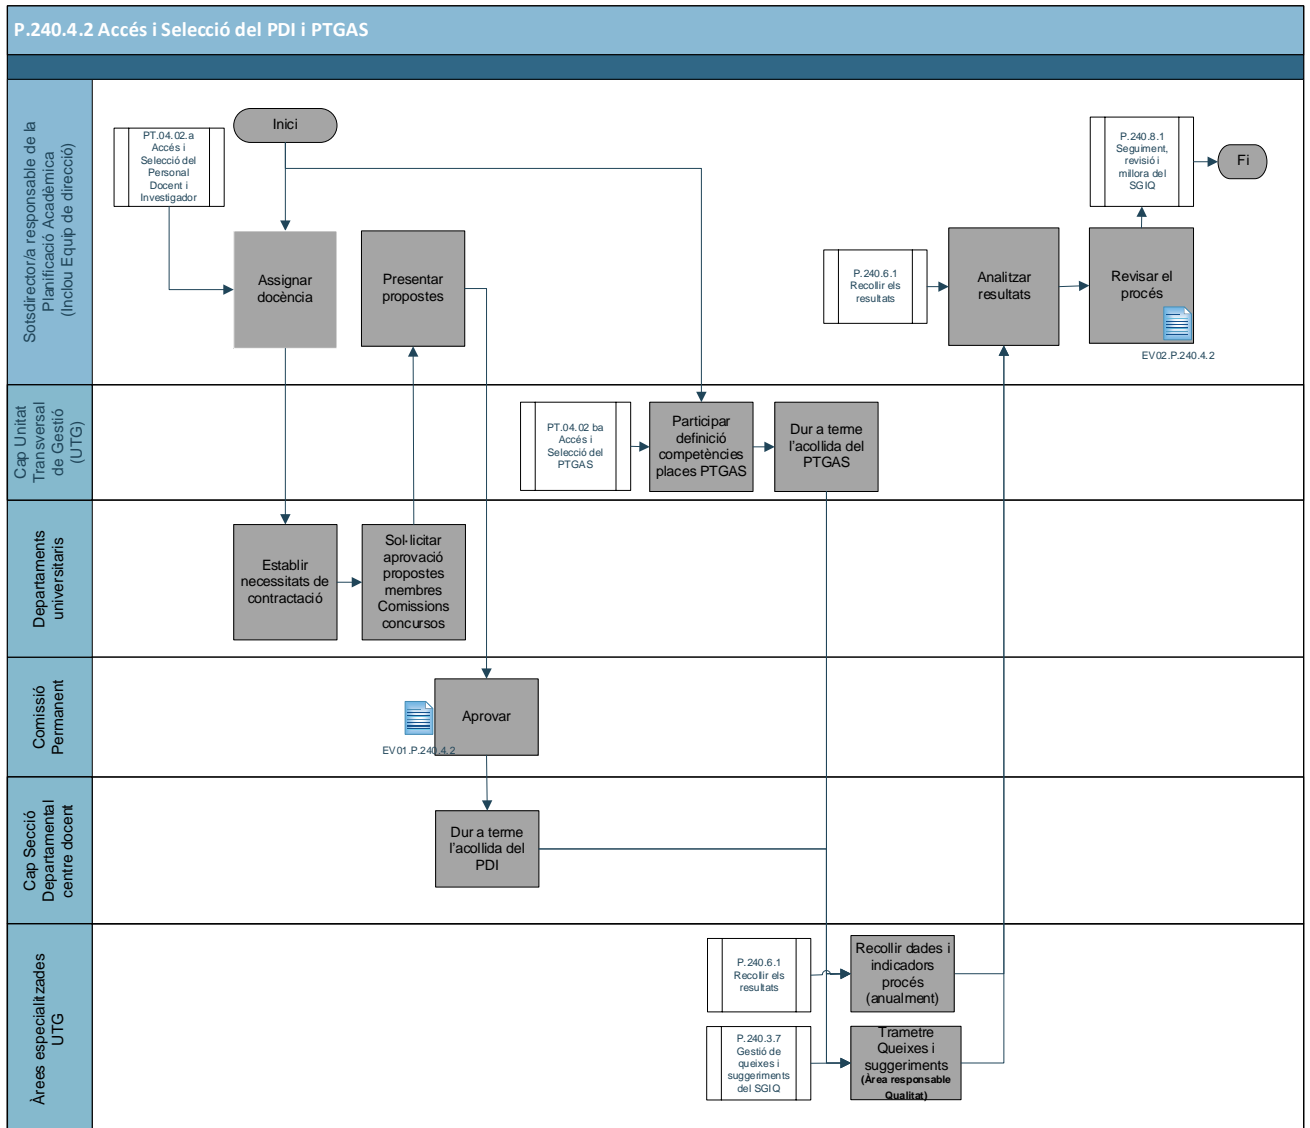 P.240.4.2 Accés i Selecció del PDI i PTGAS
Sotsdirector/a responsable de la
Planificació Acadèmica
(Inclou Equip de direcció)
PT.04.02.a
Accés i
Selecció del
Personal
Docent i
Investigador
Inici
Assignar
docència
Presentar
propostes
P.240.6.1
Recollir els
resultats
Analitzar
resultats
P.240.8.1
Seguiment,
revisió i
millora del
SGIQ
Fi
Revisar el
procés
EV02.P.240.4.2
Cap Unitat
Transversal
de Gestió
(UTG)
PT.04.02 ba
Accés i
Selecció del
PTGAS
Participar
definició
competències
places PTGAS
Dur a terme
l'acollida del
PTGAS
Departaments
universitaris
Establir
necessitats de
contractació
Sol·licitar
aprovació
propostes
membres
Comissions
concursos
Comissió
Permanent
EV01.P.240.4.2
Aprovar
Cap Secció
Departamental
centre docent
Dur a terme
l'acollida del
PDI
Àrees especialitzades
UTG
P.240.6.1
Recollir els
resultats
Recollir dades i
indicadors
procés
(anualment)
P.240.3.7
Gestió de
queixes i
suggeriments
del SGIQ
Trametre
Queixes i
suggeriments
(Àrea responsable
Qualitat)